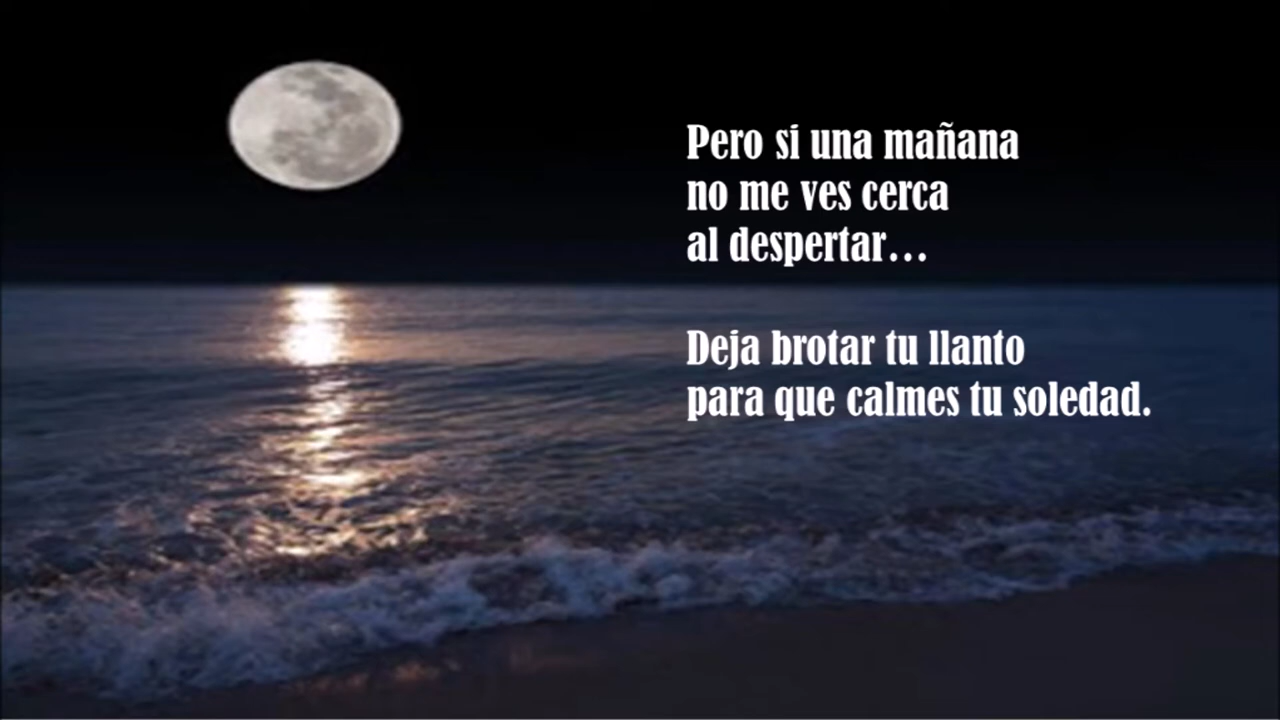 Pero si una mañana
no me ves cerca
al despertar...
Deja brotar tu llanto
para que calmes tu soledad.